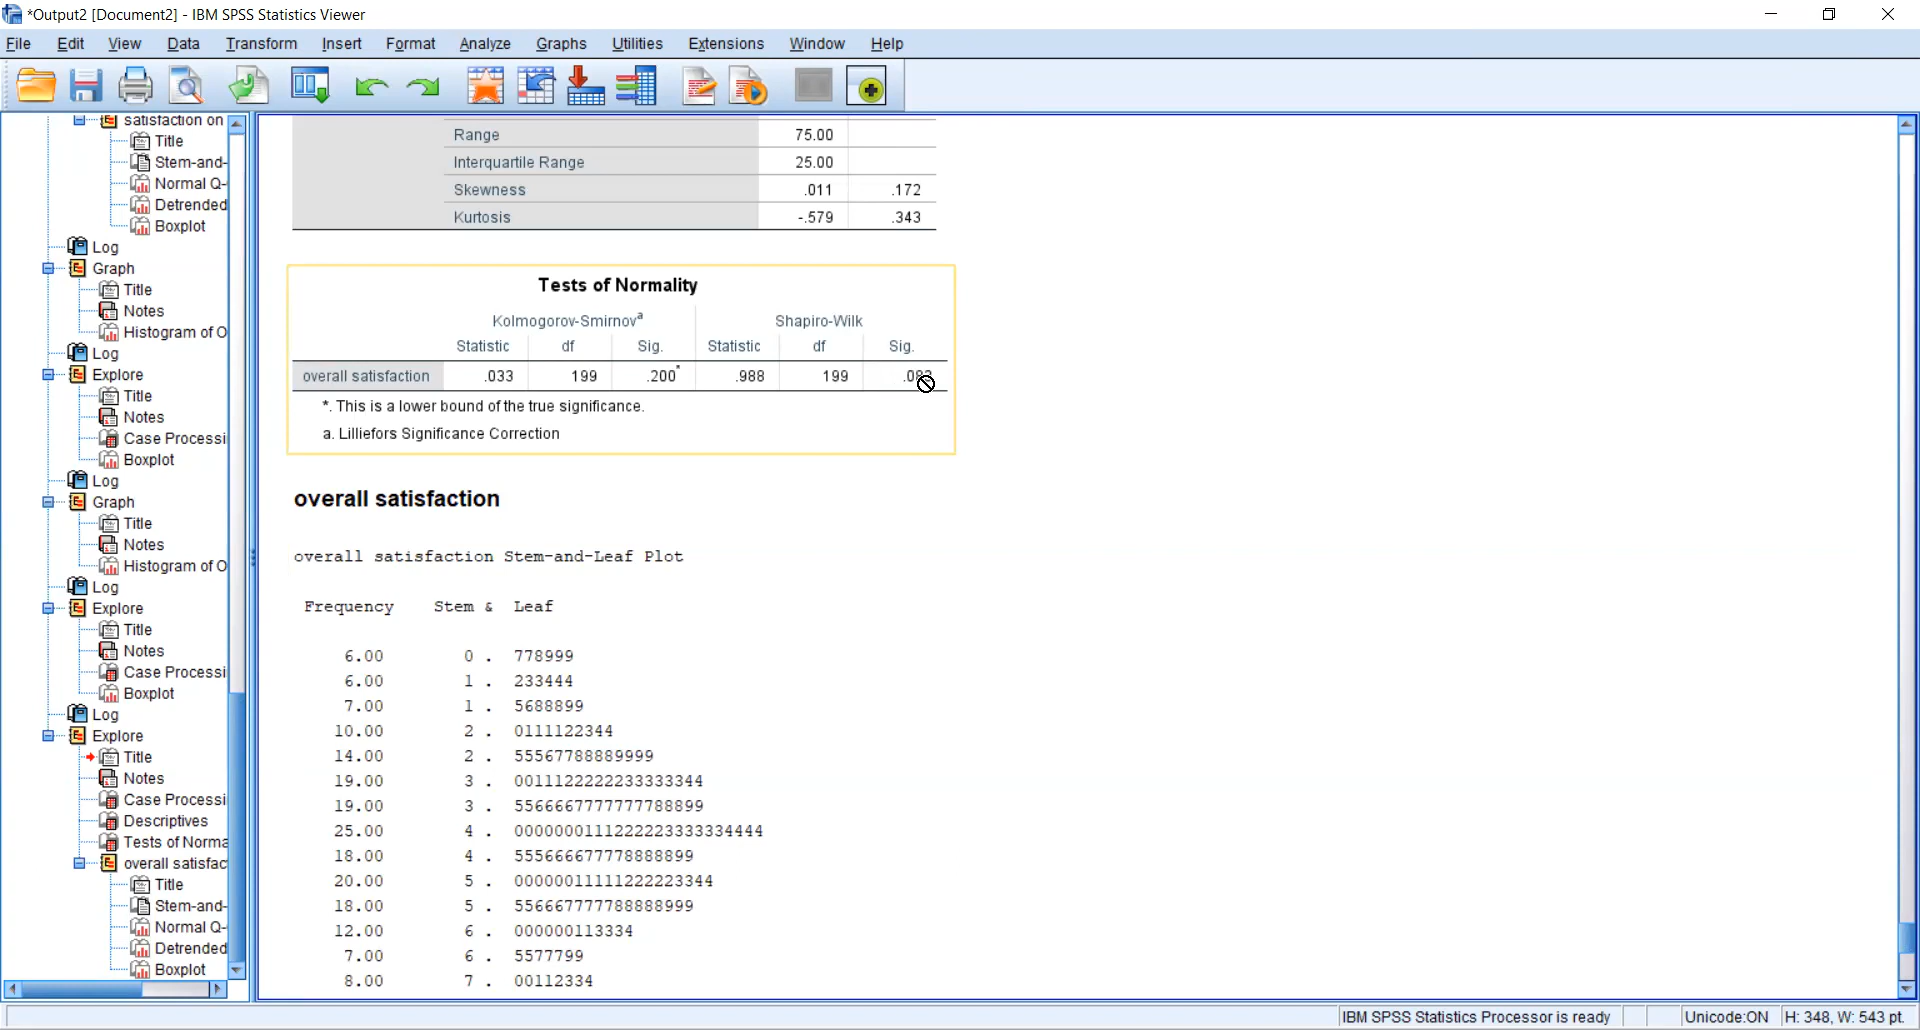 *Output2 [Document2] - IBM SPSS Statistics Viewer
File Edit View Data Transform Insert Format Analyze Graphs Utilities Extensions Window Help
satisfaction on
Title
Stem-and-
Normal Q-
Detrended
Boxplot
Log
Graph
Title
Notes
Histogram of O
Log
Explore
Title
Notes
Case Processi
Boxplot
Log
Graph
Title
Notes
Histogram of O
Log
Explore
Title
Notes
Case Processi
Boxplot
Log
Explore
Title
Notes
Case Processi
Descriptives
Tests of Norma
overall satisfac
Title
Stem-and-
Normal Q-
Detrended
Boxplot
Range 75.00
Interquartile Range 25.00
Skewness .011 .172
Kurtosis -.579 .343
Tests of Normality
Kolmogorov-Smirnov a Shapiro-Wilk
Statistic df Sig. Statistic df Sig.
overall satisfaction .033 199 .200* .988 199
*. This is a lower bound of the true significance.
a. Lilliefors Significance Correction
overall satisfaction
overall satisfaction Stem-and-Leaf Plot
Frequency Stem & Leaf
6.00 0 . 778999
6.00 1 . 233444
7.00 1 . 5688899
10.00 2 . 0111122344
14.00 2 . 55567788889999
19.00 3 . 0011122222233333344
19.00 3 . 5566667777777788899
25.00 4 . 0000000111222223333334444
18.00 4 . 555666677778888899
20.00 5 . 00000011111222223344
18.00 5 . 556667777788888999
12.00 6 . 000000113334
7.00 6 . 5577799
8.00 7 . 00112334
IBM SPSS Statistics Processor is ready Unicode:ON H: 348, W: 543 pt.